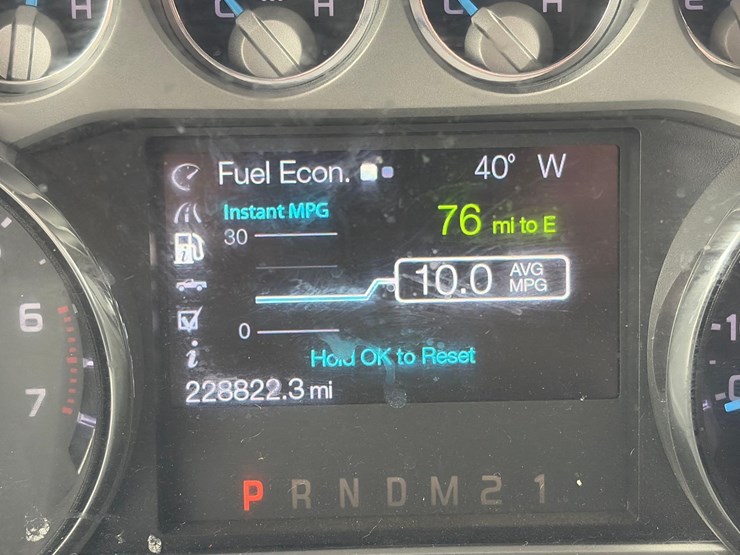 H
C H
C H
E
Fuel Econ. 40° W
Instant MPG
76 mi to E
30
10.0 AVG MPG
0
Hold OK to Reset
228822.3 mi
6
7
P R N D M 2 1
-1